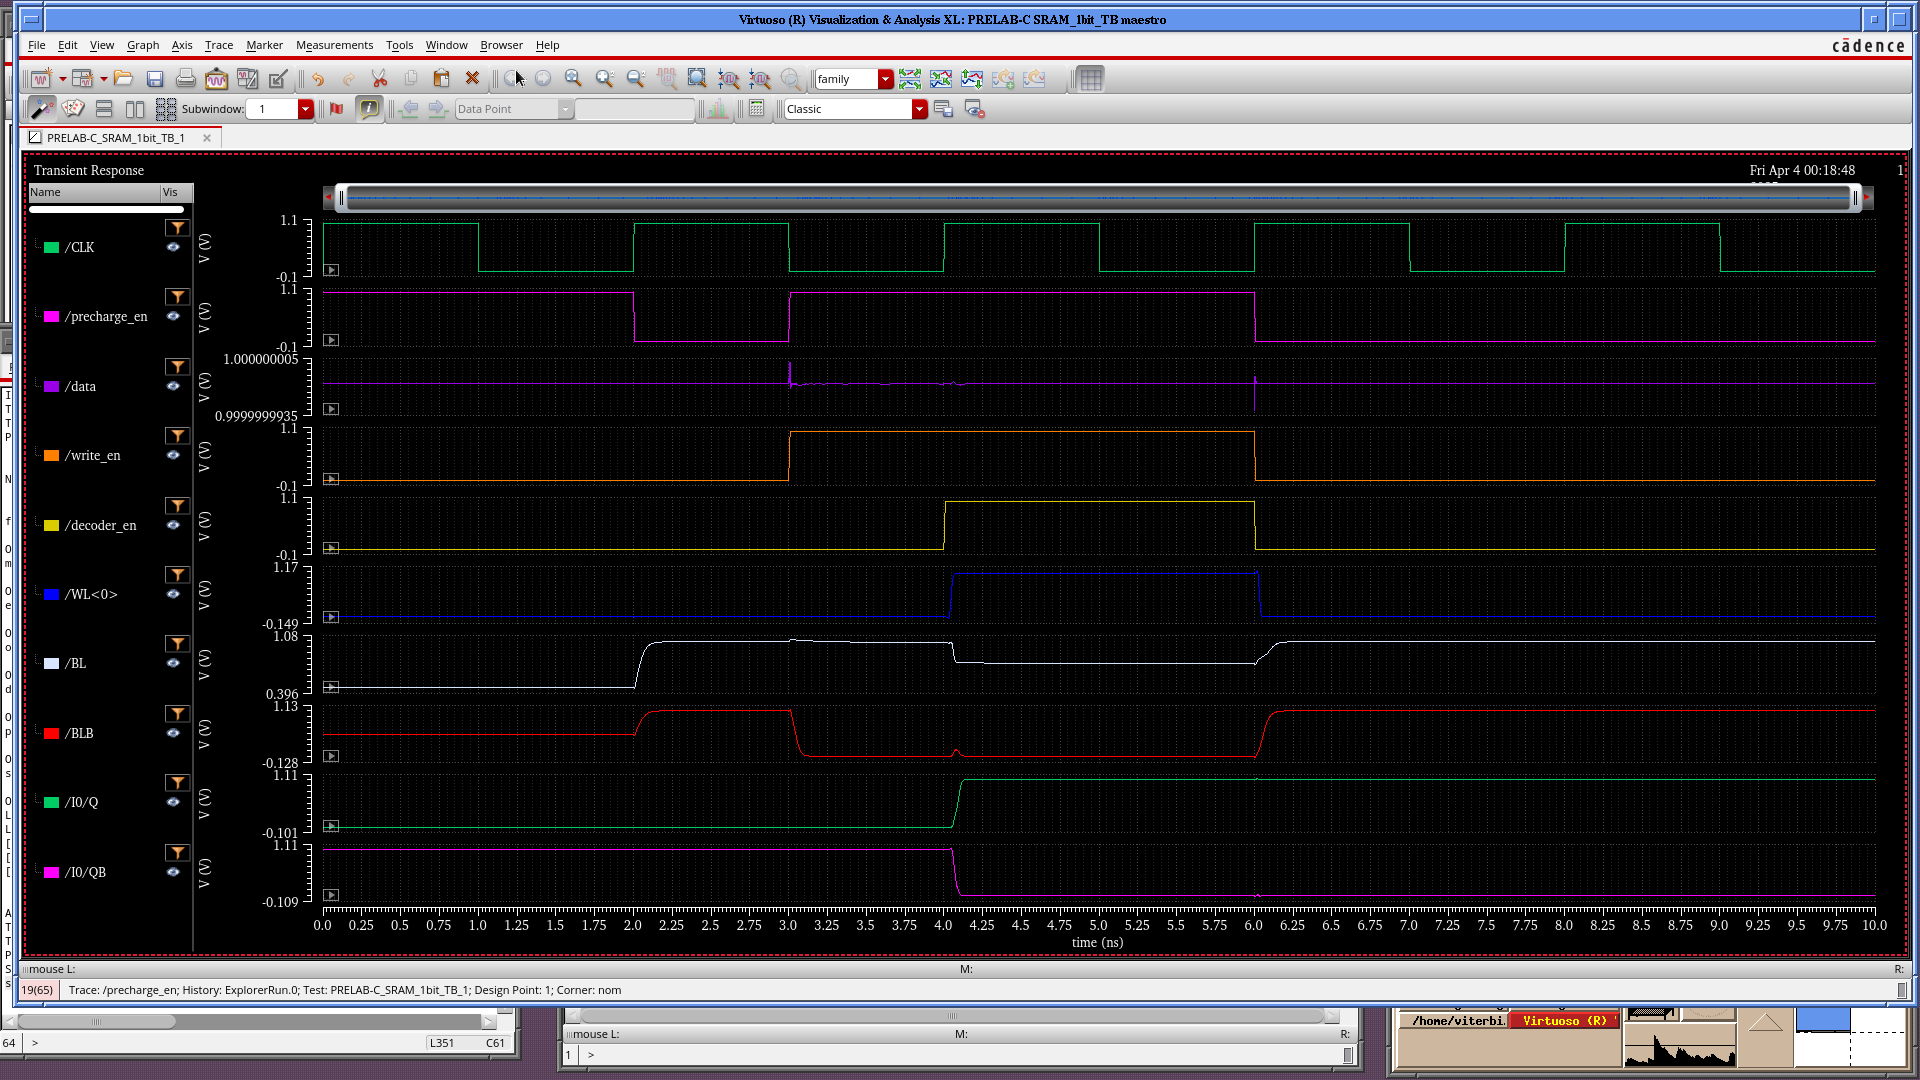 Virtuoso (R) Visualization & Analysis XL: PRELAB-C SRAM_1bit_TB maestro
File Edit View Graph Axis Trace Marker Measurements Tools Window Browser Help
cādence
family
Subwindow: 1
Data Point
Classic
PRELAB-C_SRAM_1bit_TB_1
Transient Response
Fri Apr 4 00:18:48 1
Name Vis
/CLK V (V) 1.1 -0.1
/precharge_en V (V) 1.1 -0.1
/data V (V) 1.000000005 0.9999999935
/write_en V (V) 1.1 -0.1
/decoder_en V (V) 1.1 -0.1
/WL<0> V (V) 1.17 -0.149
/BL V (V) 1.08 0.396
/BLB V (V) 1.13 -0.128
/I0/Q V (V) 1.11 -0.101
/I0/QB V (V) 1.11 -0.109
0.0 0.25 0.5 0.75 1.0 1.25 1.5 1.75 2.0 2.25 2.5 2.75 3.0 3.25 3.5 3.75 4.0 4.25 4.5 4.75 5.0 5.25 5.5 5.75 6.0 6.25 6.5 6.75 7.0 7.25 7.5 7.75 8.0 8.25 8.5 8.75 9.0 9.25 9.5 9.75 10.0
time (ns)
mouse L: M: R:
19(65) Trace: /precharge_en; History: ExplorerRun.0; Test: PRELAB-C_SRAM_1bit_TB_1; Design Point: 1; Corner: nom
64 > L351 C61
mouse L: M: R:
1 >
/home/viterbi. Virtuoso (R)